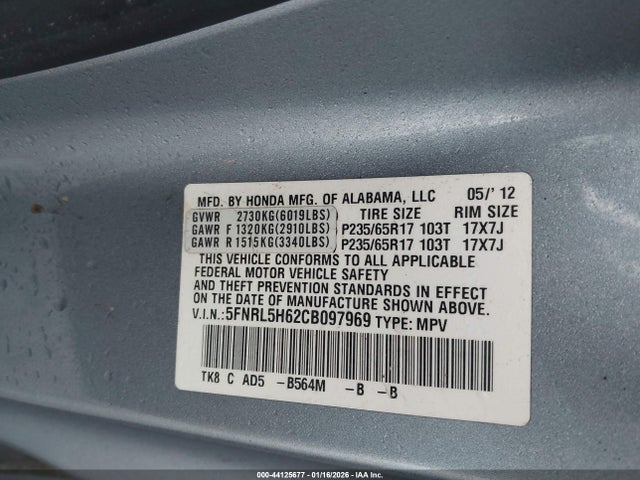 MFD. BY HONDA MFG. OF ALABAMA, LLC 05/'12
GVWR 2730KG(6019LBS) TIRE SIZE RIM SIZE
GAWR F 1320KG(2910LBS) P235/65R17 103T 17X7J
GAWR R 1515KG(3340LBS) P235/65R17 103T 17X7J
THIS VEHICLE CONFORMS TO ALL APPLICABLE
FEDERAL MOTOR VEHICLE SAFETY
AND THEFT PREVENTION STANDARDS IN EFFECT
ON THE DATE OF MANUFACTURE SHOWN ABOVE.
V.I.N.: 5FNRL5H62CB097969 TYPE: MPV
TK8 C AD5 -B564M -B -B
000-44125677 - 01/16/2026 - IAA Inc.